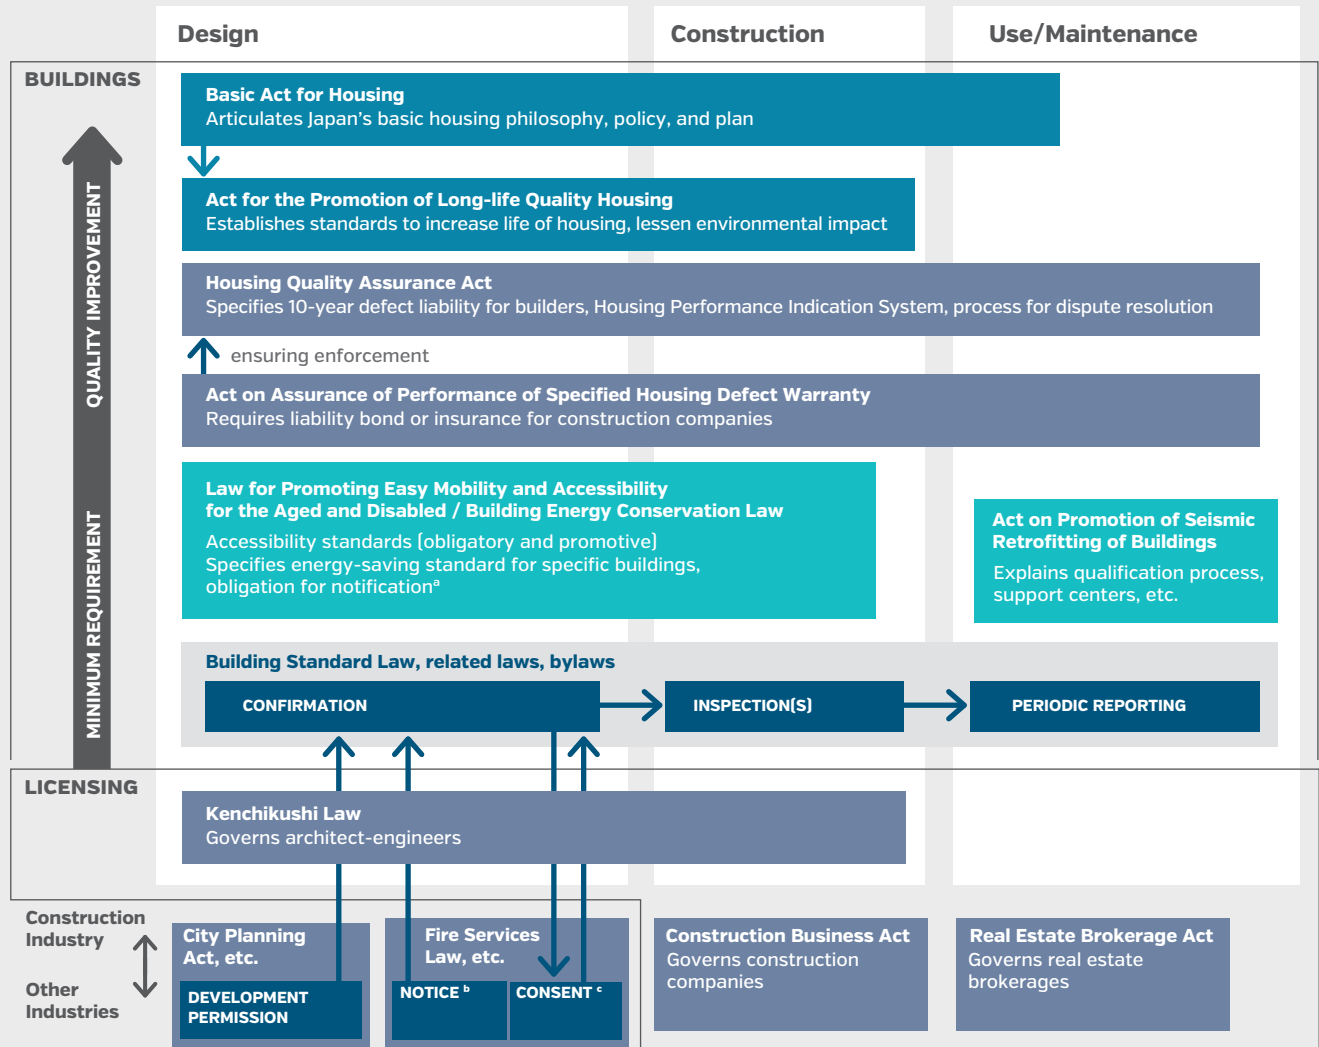 Design
Construction
Use/Maintenance
BUILDINGS
Basic Act for Housing
Articulates Japan's basic housing philosophy, policy, and plan
Act for the Promotion of Long-life Quality Housing
Establishes standards to increase life of housing, lessen environmental impact
Housing Quality Assurance Act
Specifies 10-year defect liability for builders, Housing Performance Indication System, process for dispute resolution
ensuring enforcement
Act on Assurance of Performance of Specified Housing Defect Warranty
Requires liability bond or insurance for construction companies
QUALITY IMPROVEMENT
MINIMUM REQUIREMENT
Law for Promoting Easy Mobility and Accessibility
for the Aged and Disabled / Building Energy Conservation Law
Accessibility standards (obligatory and promotive)
Specifies energy-saving standard for specific buildings,
obligation for notificationᵃ
Act on Promotion of Seismic
Retrofitting of Buildings
Explains qualification process,
support centers, etc.
Building Standard Law, related laws, bylaws
CONFIRMATION
INSPECTION(S)
PERIODIC REPORTING
LICENSING
Kenchikushi Law
Governs architect-engineers
Construction
Industry
Other
Industries
City Planning
Act, etc.
DEVELOPMENT
PERMISSION
Fire Services
Law, etc.
NOTICE ᵇ
CONSENT ᶜ
Construction Business Act
Governs construction
companies
Real Estate Brokerage Act
Governs real estate
brokerages